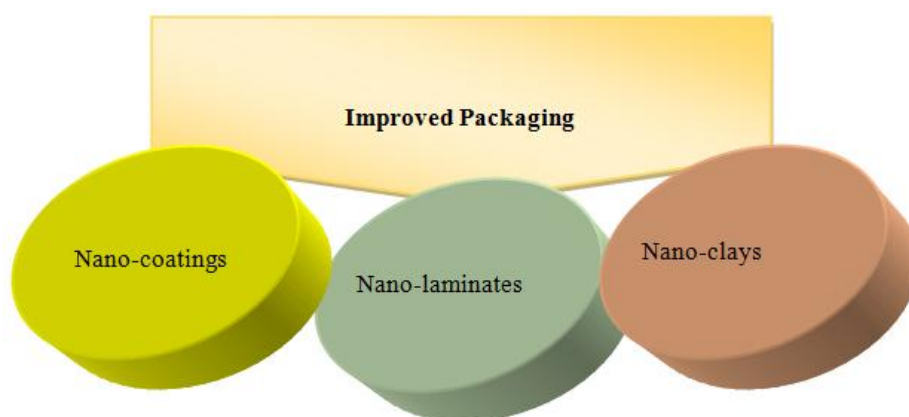 Improved Packaging
Nano-coatings
Nano-laminates
Nano-clays